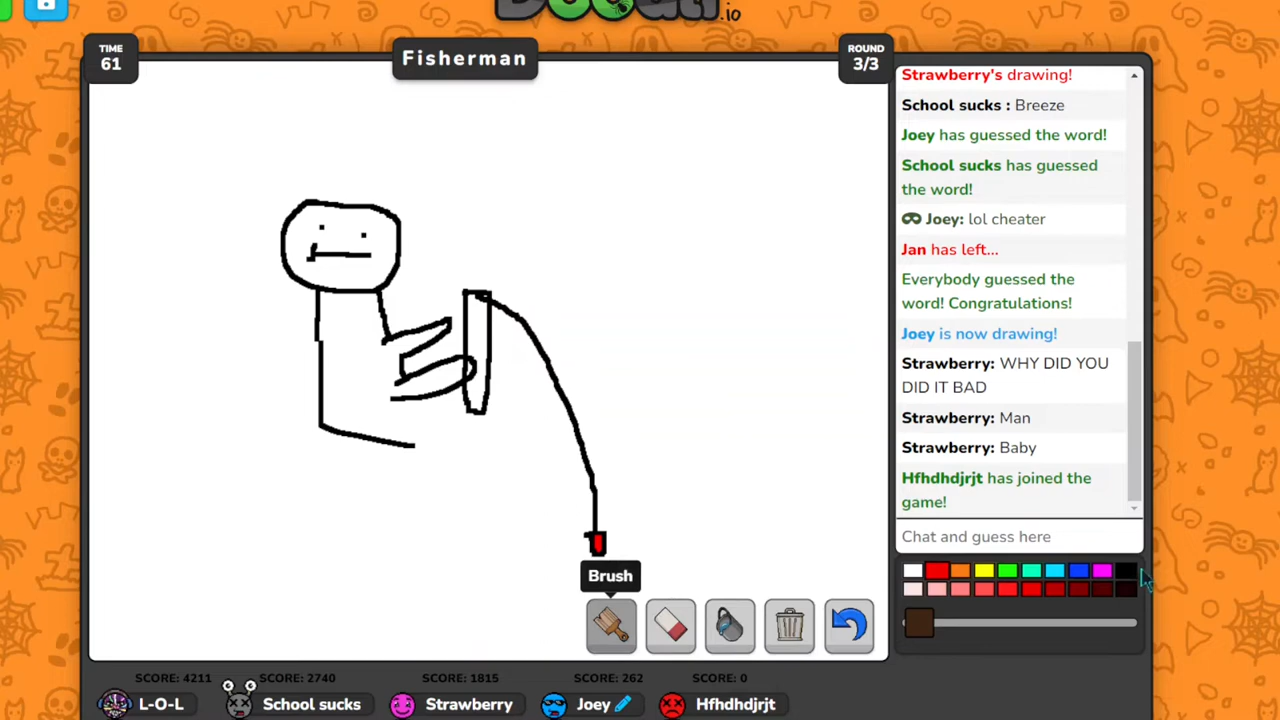 .io
TIME
61
Fisherman
ROUND
3/3
Strawberry's drawing!
School sucks : Breeze
Joey has guessed the word!
School sucks has guessed
the word!
Joey: lol cheater
Jan has left...
Everybody guessed the
word! Congratulations!
Joey is now drawing!
Strawberry: WHY DID YOU
DID IT BAD
Strawberry: Man
Strawberry: Baby
Hfhdhdjrjt has joined the
game!
Chat and guess here
Brush
SCORE: 4211
L-O-L
SCORE: 2740
School sucks
SCORE: 1815
Strawberry
SCORE: 262
Joey
SCORE: 0
Hfhdhdjrjt